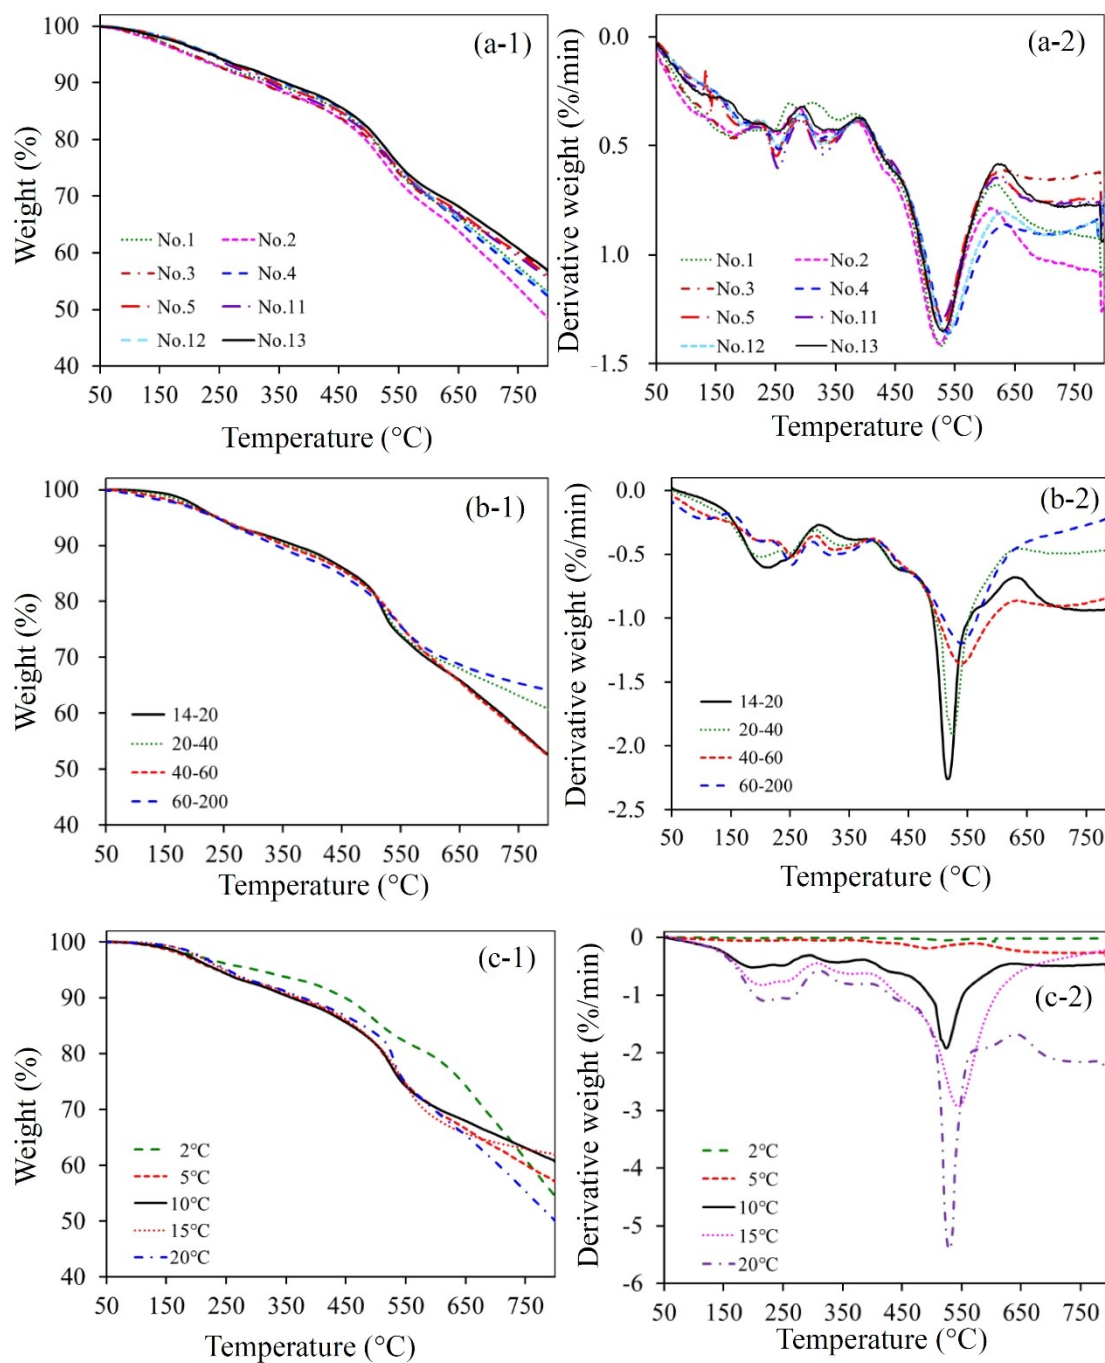 (a-1)
Weight (%)
100
90
80
70
60
50
40
No.1 No.2
No.3 No.4
No.5 No.11
No.12 No.13
50 150 250 350 450 550 650 750
Temperature (°C)
(a-2)
Derivative weight (%/min)
0.0
0.5
1.0
-1.5
No.1 No.2
No.3 No.4
No.5 No.11
No.12 No.13
50 150 250 350 450 550 650 750
Temperature (°C)
(b-1)
Weight (%)
100
90
80
70
60
50
40
14-20
20-40
40-60
60-200
50 150 250 350 450 550 650 750
Temperature (°C)
(b-2)
Derivative weight (%/min)
0.0
-0.5
-1.0
-1.5
-2.0
-2.5
14-20
20-40
40-60
60-200
50 150 250 350 450 550 650 750
Temperature (°C)
(c-1)
Weight (%)
100
90
80
70
60
50
40
2°C
5°C
10°C
15°C
20°C
50 150 250 350 450 550 650 750
Temperature (°C)
(c-2)
Derivative weight (%/min)
0
-1
-2
-3
-4
-5
-6
2°C
5°C
10°C
15°C
20°C
50 150 250 350 450 550 650 750
Temperature (°C)